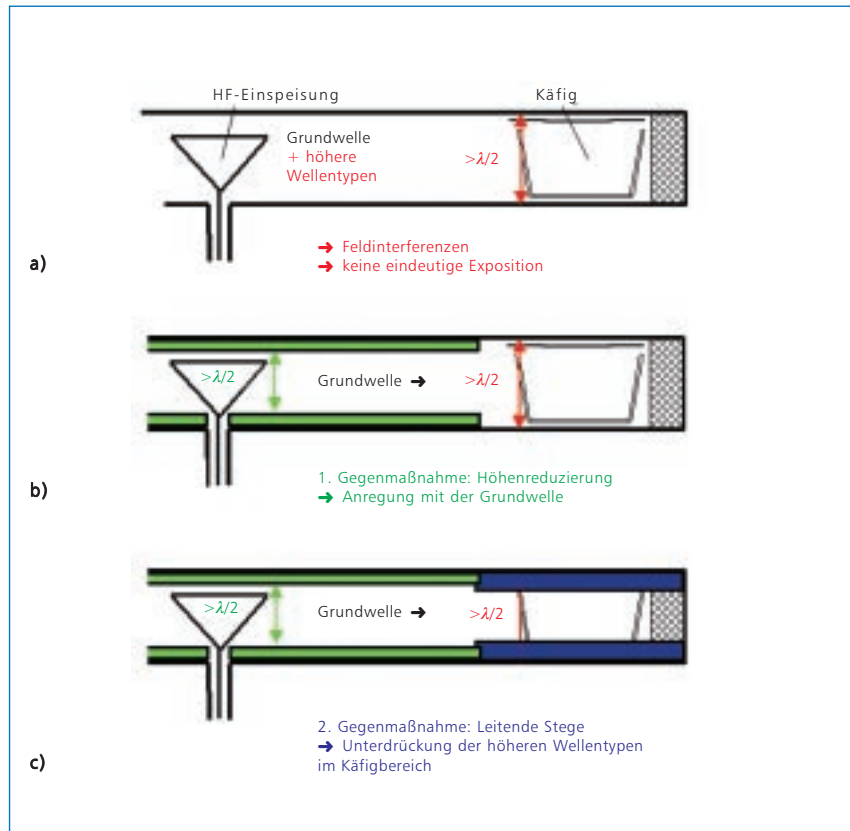 HF-Einspeisung
Käfig
Grundwelle
+ höhere
Wellentypen
>λ/2
➜ Feldinterferenzen
➜ keine eindeutige Exposition
a)
>λ/2
Grundwelle ➜
>λ/2
1. Gegenmaßnahme: Höhenreduzierung
➜ Anregung mit der Grundwelle
b)
>λ/2
Grundwelle ➜
>λ/2
2. Gegenmaßnahme: Leitende Stege
➜ Unterdrückung der höheren Wellentypen
im Käfigbereich
c)